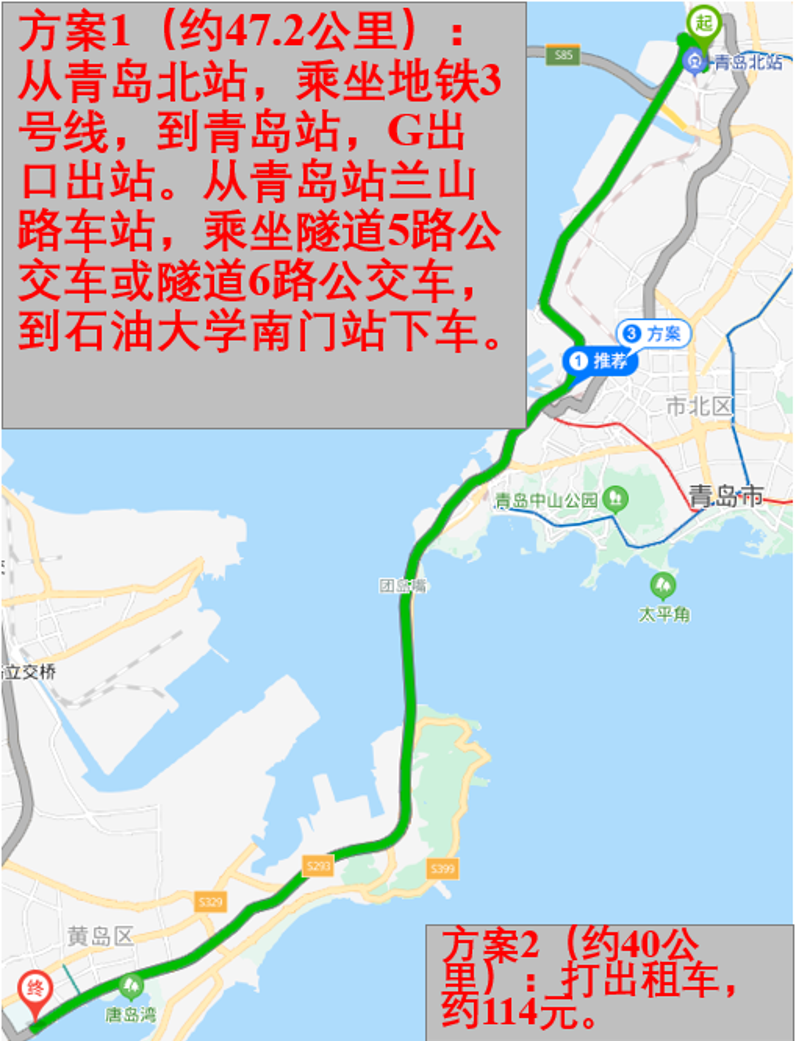 方案1（约47.2公里）：
从青岛北站，乘坐地铁3
号线，到青岛站，G出
口出站。从青岛站兰山
路车站，乘坐隧道5路公
交车或隧道6路公交车，
到石油大学南门站下车。
起
青岛北站
S85
3 方案
1 推荐
市北区
青岛市
青岛中山公园
团岛嘴
太平角
立交桥
S293
S399
S329
黄岛区
终
唐岛湾
方案2（约40公
里）：打出租车，
约114元。